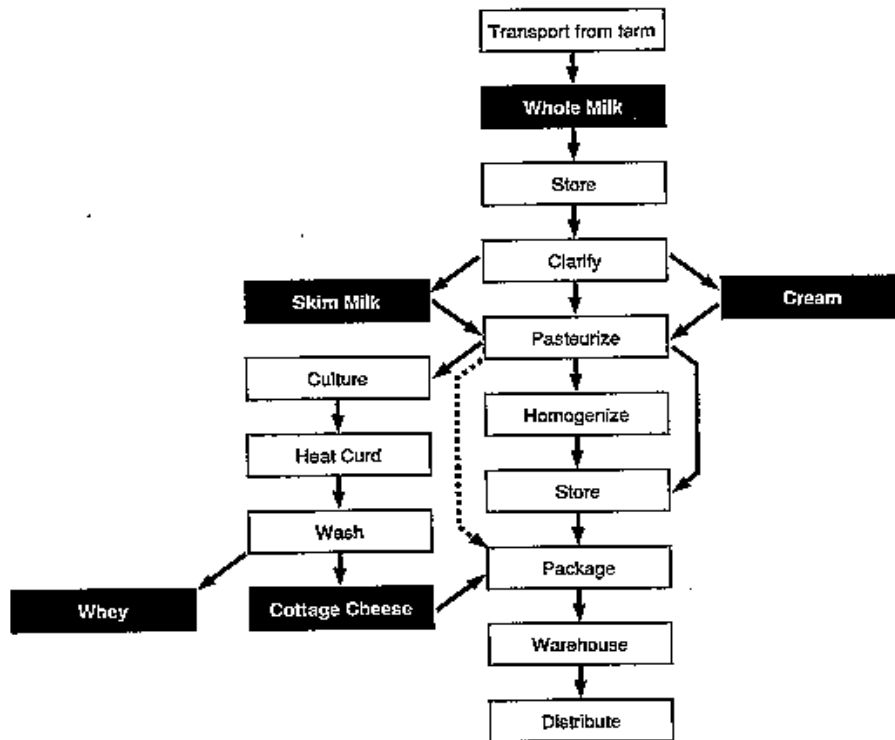 Transport from farm
Whole Milk
Store
Clarify
Skim Milk
Cream
Pasteurize
Culture
Homogenize
Heat Curd
Store
Wash
Package
Whey
Cottage Cheese
Warehouse
Distribute